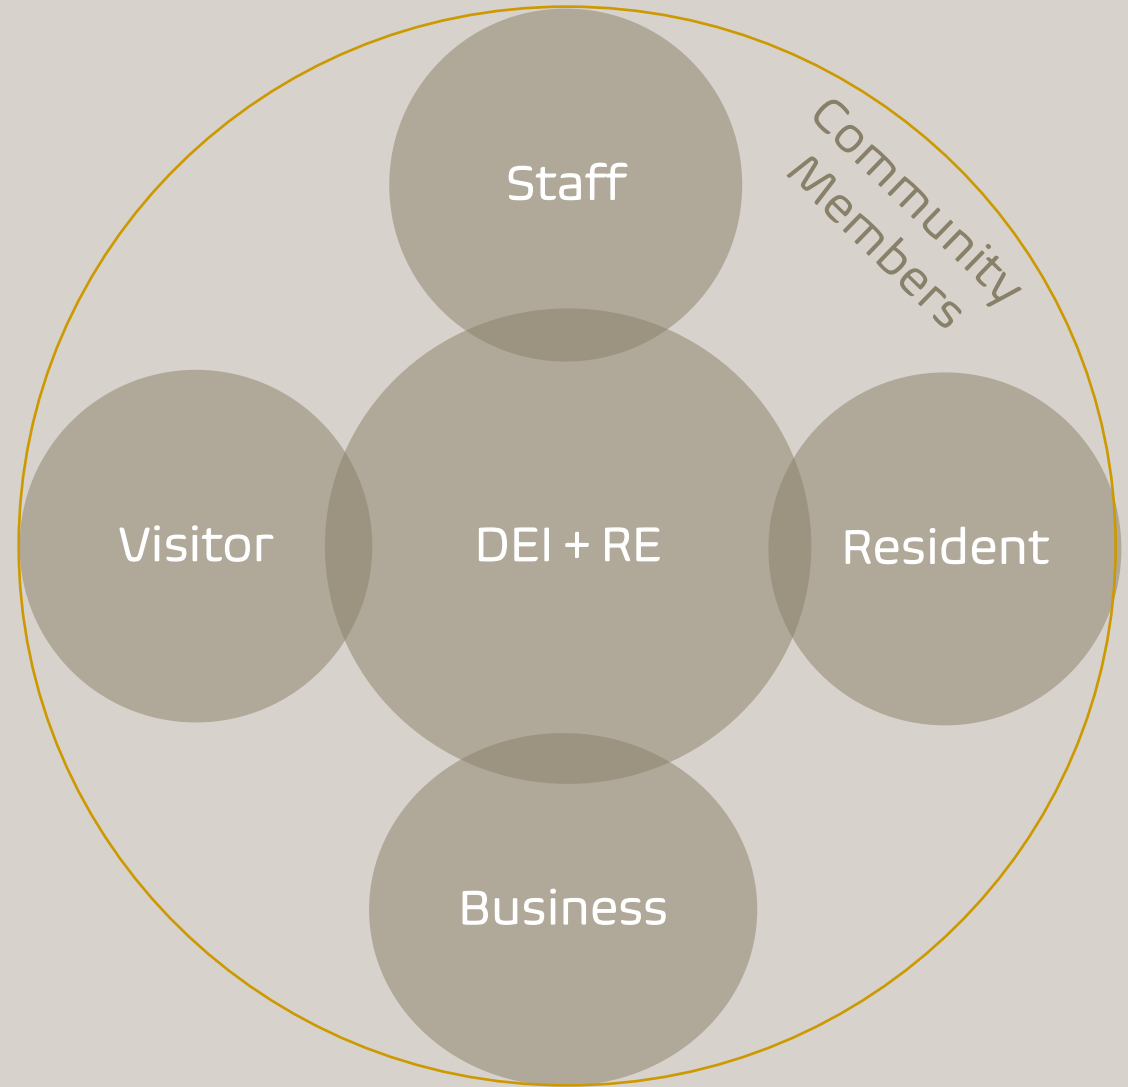 Staff
Community
Members
Visitor
DEI + RE
Resident
Business